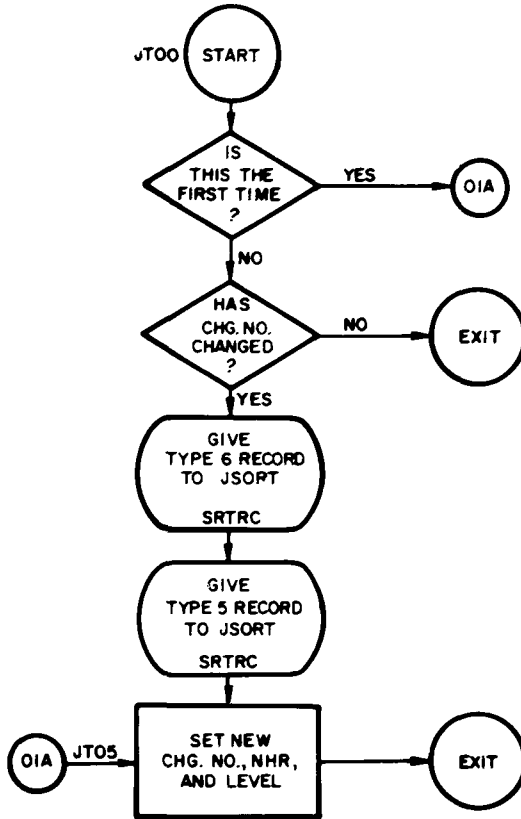 JT00 START
IS
THIS THE
FIRST TIME
?
YES
01A
NO
HAS
CHG. NO.
CHANGED
?
NO
EXIT
YES
GIVE
TYPE 6 RECORD
TO JSORT
SRTRC
GIVE
TYPE 5 RECORD
TO JSORT
SRTRC
01A
JT05
SET NEW
CHG. NO., NHR,
AND LEVEL
EXIT